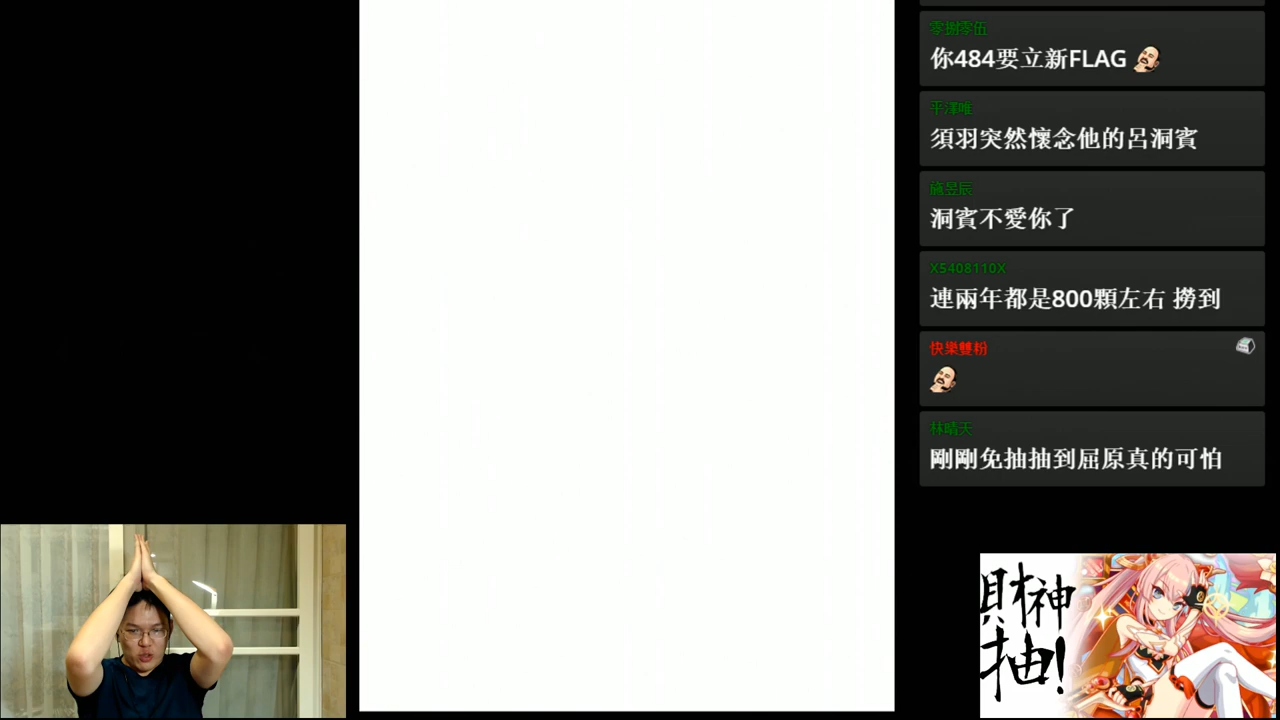 零捌零伍
你484要立新FLAG
平澤唯
須羽突然懷念他的呂洞賓
洞賓不愛你了
X5408110X
連兩年都是800顆左右 撈到
快樂雙粉
林晴天
剛剛免抽抽到屈原真的可怕
財神
抽!